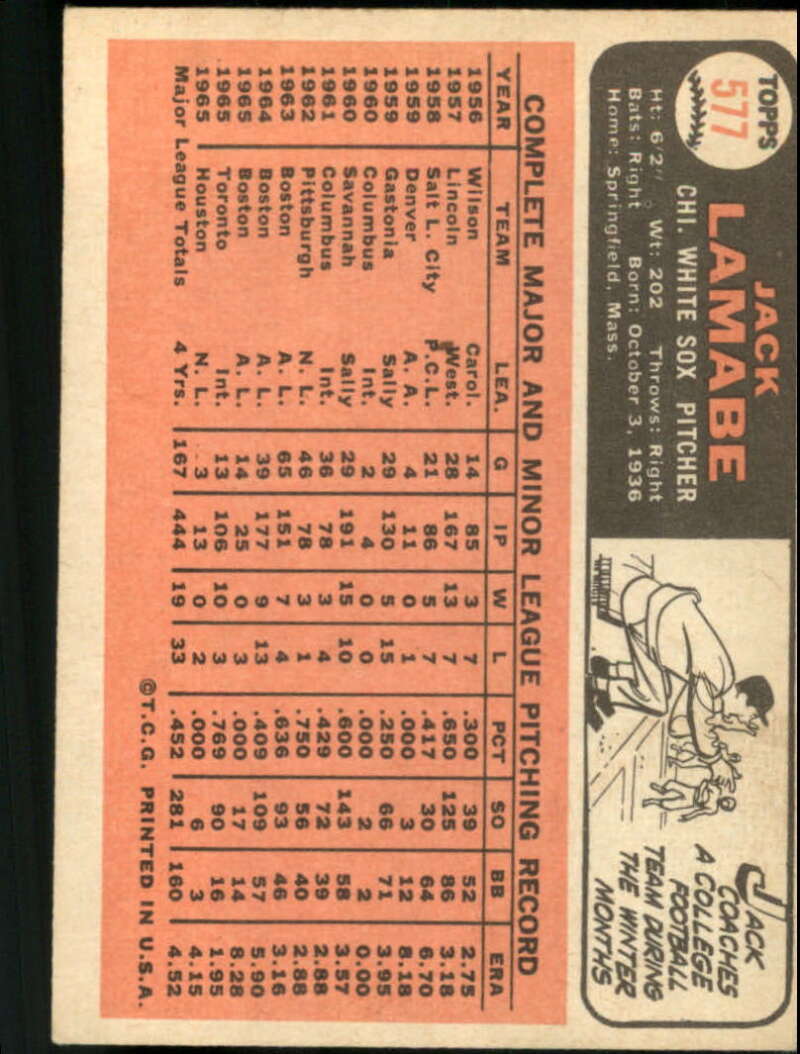 TOPPS
577
JACK
LAMABE
CHI. WHITE SOX PITCHER
Ht: 6'2" Wt: 202 Throws: Right
Bats: Right Born: October 3, 1936
Home: Springfield, Mass.
JACK
COACHES
A COLLEGE
FOOTBALL
TEAM DURING
THE WINTER
MONTHS
COMPLETE MAJOR AND MINOR LEAGUE PITCHING RECORD
YEAR TEAM LEA. G IP W L PCT SO BB ERA
1956 Wilson Carol. 14 85 3 7 .300 39 52 2.75
1957 Lincoln West. 28 167 13 7 .650 125 86 3.18
1958 Salt L. City P.C.L. 21 86 5 7 .417 30 64 6.70
1959 Denver A. A. 4 11 0 1 .000 3 12 8.18
1959 Gastonia Sally 29 130 5 15 .250 66 71 3.95
1960 Columbus Int. 2 4 0 0 .000 2 2 0.00
1960 Savannah Sally 29 191 15 10 .600 143 58 3.57
1961 Columbus Int. 36 78 3 4 .429 72 39 2.88
1962 Pittsburgh N. L. 46 78 3 1 .750 56 40 2.88
1963 Boston A. L. 65 151 7 4 .636 93 46 3.16
1964 Boston A. L. 39 177 9 13 .409 109 57 5.90
1965 Boston A. L. 14 25 0 3 .000 17 14 8.28
1965 Toronto Int. 13 106 10 3 .769 90 16 1.95
1965 Houston N. L. 3 13 0 2 .000 6 3 4.15
Major League Totals 4 Yrs. 167 444 19 33 .452 281 160 4.52
©T.C.G. PRINTED IN U.S.A.